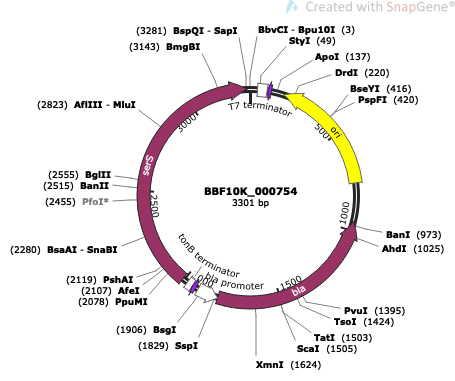 Created with SnapGene®
(3281) BspQI - SapI
BbvCI - Bpu10I (3)
(3143) BmgBI
StyI (49)
ApoI (137)
DrdI (220)
BseYI (416)
PspFI (420)
(2823) AflIII - MluI
T7 terminator
ori
500
3000
serS
(2555) BglII
(2515) BanII
(2455) PfoI*
BBF10K_000754
3301 bp
2500
1000
BanI (973)
AhdI (1025)
(2280) BsaAI - SnaBI
tonB terminator
bla promoter
(2119) PshAI
(2107) AfeI
(2078) PpuMI
1500
bla
PvuI (1395)
TsoI (1424)
(1906) BsgI
(1829) SspI
TatI (1503)
ScaI (1505)
XmnI (1624)